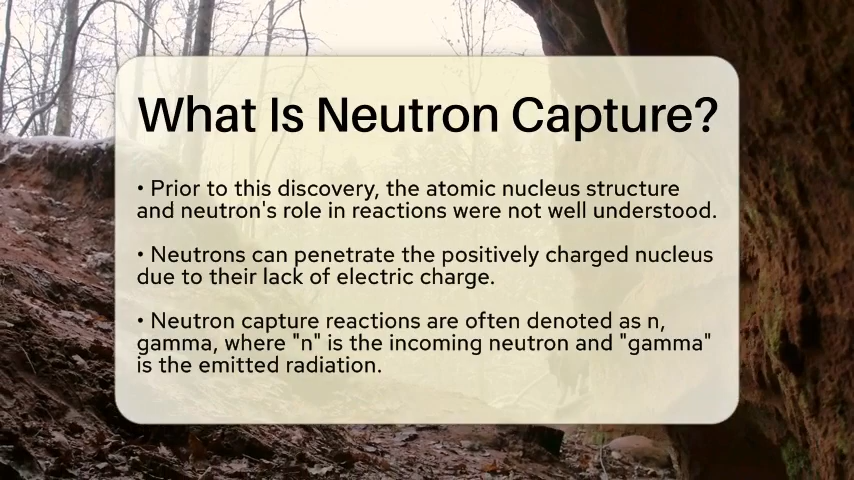 What Is Neutron Capture?
• Prior to this discovery, the atomic nucleus structure
and neutron's role in reactions were not well understood.
• Neutrons can penetrate the positively charged nucleus
due to their lack of electric charge.
• Neutron capture reactions are often denoted as n,
gamma, where "n" is the incoming neutron and "gamma"
is the emitted radiation.